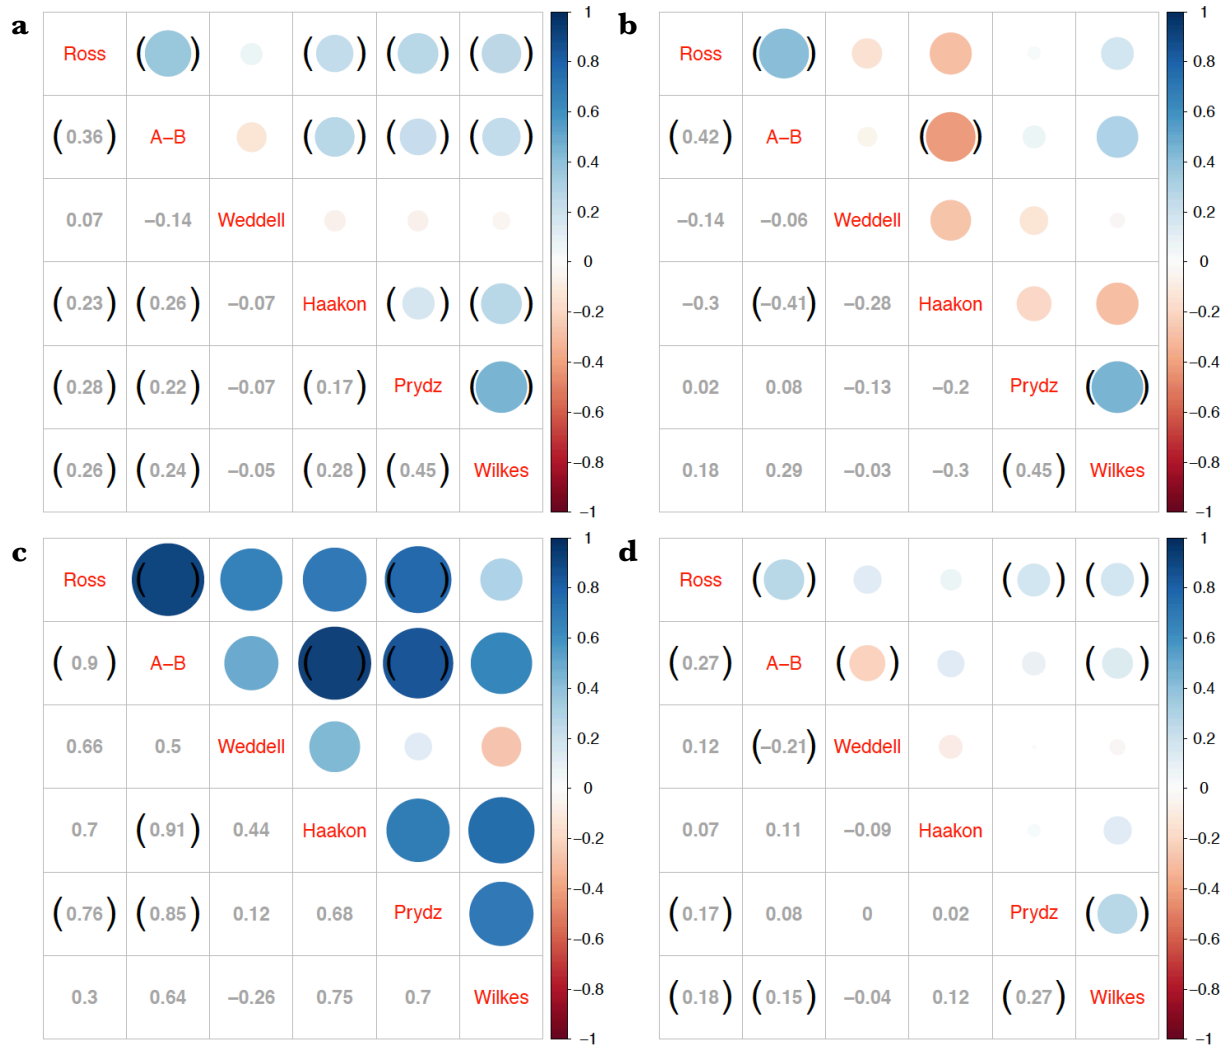 a
Ross ( ) ( ) ( ) ( )
(0.36) A–B ( ) ( ) ( )
0.07 −0.14 Weddell
(0.23) (0.26) −0.07 Haakon ( ) ( )
(0.28) (0.22) −0.07 (0.17) Prydz ( )
(0.26) (0.24) −0.05 (0.28) (0.45) Wilkes
1
0.8
0.6
0.4
0.2
0
−0.2
−0.4
−0.6
−0.8
−1
b
Ross ( )
(0.42) A–B ( )
−0.14 −0.06 Weddell
−0.3 (−0.41) −0.28 Haakon
0.02 0.08 −0.13 −0.2 Prydz ( )
0.18 0.29 −0.03 −0.3 (0.45) Wilkes
1
0.8
0.6
0.4
0.2
0
−0.2
−0.4
−0.6
−0.8
−1
c
Ross ( ) ( )
(0.9) A–B ( ) ( )
0.66 0.5 Weddell
0.7 (0.91) 0.44 Haakon
(0.76) (0.85) 0.12 0.68 Prydz
0.3 0.64 −0.26 0.75 0.7 Wilkes
1
0.8
0.6
0.4
0.2
0
−0.2
−0.4
−0.6
−0.8
−1
d
Ross ( ) ( ) ( )
(0.27) A–B ( ) ( )
0.12 (−0.21) Weddell
0.07 0.11 −0.09 Haakon
(0.17) 0.08 0 0.02 Prydz ( )
(0.18) (0.15) −0.04 0.12 (0.27) Wilkes
1
0.8
0.6
0.4
0.2
0
−0.2
−0.4
−0.6
−0.8
−1